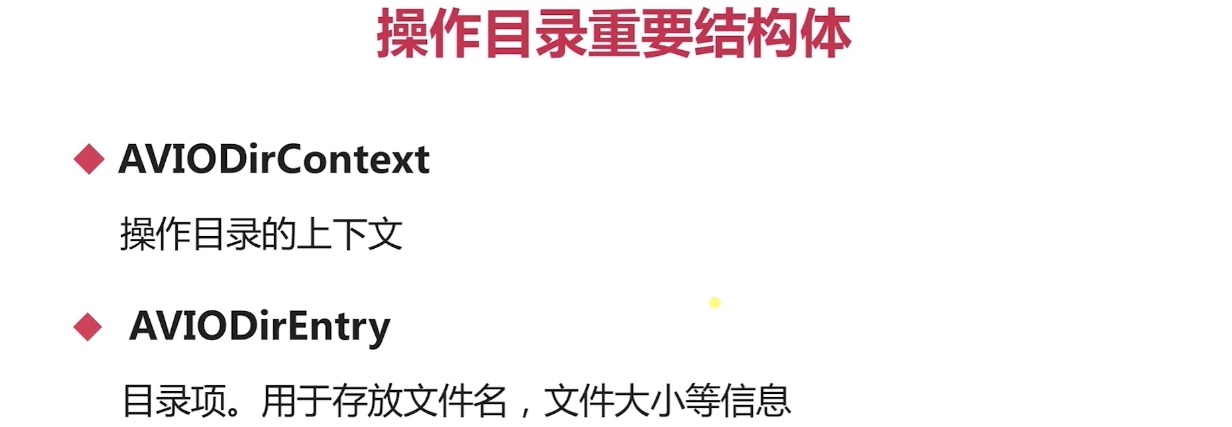 操作目录重要结构体
AVIODirContext
操作目录的上下文
AVIODirEntry
目录项。用于存放文件名，文件大小等信息